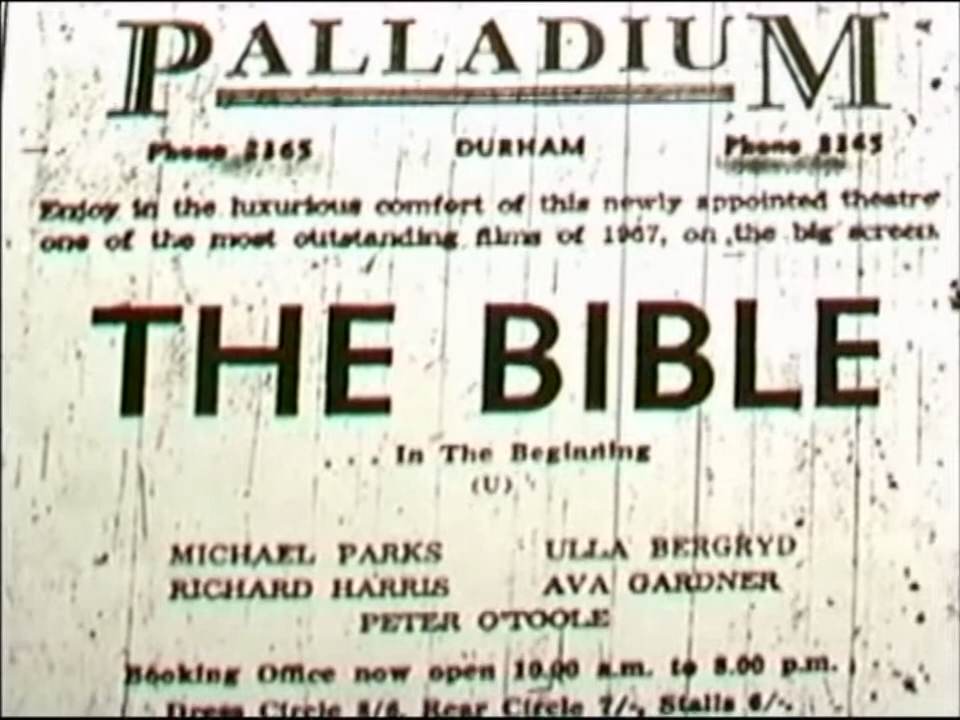 PALLADIUM
Phone 2165 DURHAM Phone 2165
Enjoy in the luxurious comfort of this newly appointed theatre
one of the most outstanding films of 1967, on the big screen
THE BIBLE
. . . In The Beginning
(U)
MICHAEL PARKS ULLA BERGRYD
RICHARD HARRIS AVA GARDNER
PETER O'TOOLE
Booking Office now open 10.00 a.m. to 8.00 p.m.
Dress Circle 8/6, Rear Circle 7/-, Stalls 6/-.